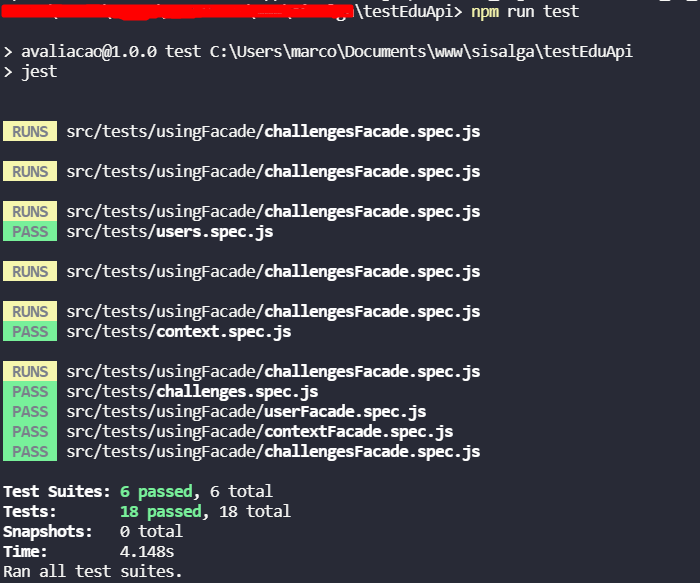 \testEduApi> npm run test
> avaliacao@1.0.0 test C:\Users\marco\Documents\www\sisalga\testEduApi
> jest
RUNS src/tests/usingFacade/challengesFacade.spec.js
RUNS src/tests/usingFacade/challengesFacade.spec.js
RUNS src/tests/usingFacade/challengesFacade.spec.js
PASS src/tests/users.spec.js
RUNS src/tests/usingFacade/challengesFacade.spec.js
RUNS src/tests/usingFacade/challengesFacade.spec.js
PASS src/tests/context.spec.js
RUNS src/tests/usingFacade/challengesFacade.spec.js
PASS src/tests/challenges.spec.js
PASS src/tests/usingFacade/userFacade.spec.js
PASS src/tests/usingFacade/contextFacade.spec.js
PASS src/tests/usingFacade/challengesFacade.spec.js
Test Suites: 6 passed, 6 total
Tests: 18 passed, 18 total
Snapshots: 0 total
Time: 4.148s
Ran all test suites.